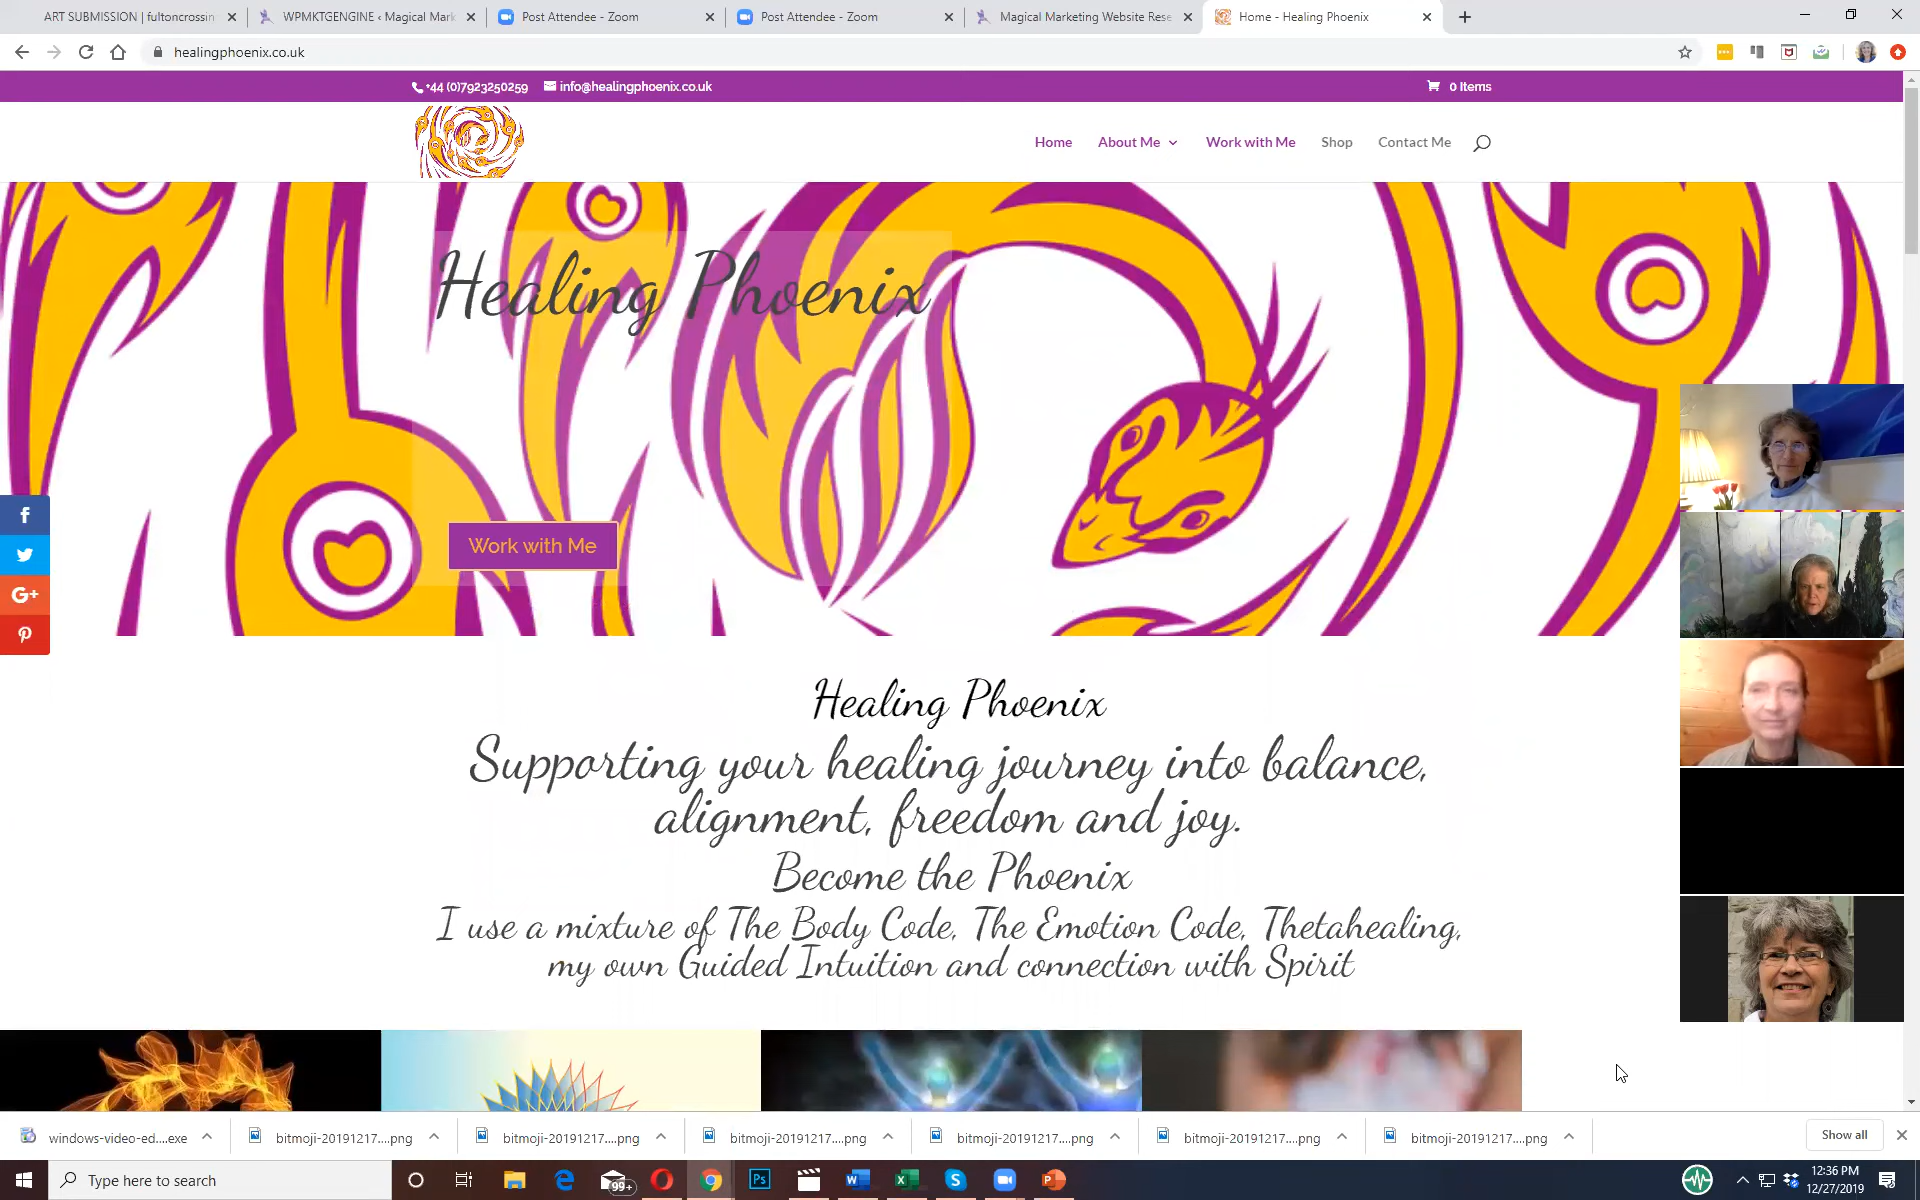 ART SUBMISSION | fultoncrossin
WPMKTGENGINE ‹ Magical Mark
Post Attendee - Zoom
Post Attendee - Zoom
Magical Marketing Website Rese
Home - Healing Phoenix
healingphoenix.co.uk
+44 (0)7923250259
info@healingphoenix.co.uk
0 Items
Home
About Me
Work with Me
Shop
Contact Me
Healing Phoenix
Work with Me
f
G+
Healing Phoenix
Supporting your healing journey into balance,
alignment, freedom and joy.
Become the Phoenix
I use a mixture of The Body Code, The Emotion Code, Thetahealing,
my own Guided Intuition and connection with Spirit
windows-video-ed....exe
bitmoji-20191217....png
bitmoji-20191217....png
bitmoji-20191217....png
bitmoji-20191217....png
bitmoji-20191217....png
bitmoji-20191217....png
Show all
Type here to search
99+
Ps
12:36 PM
12/27/2019